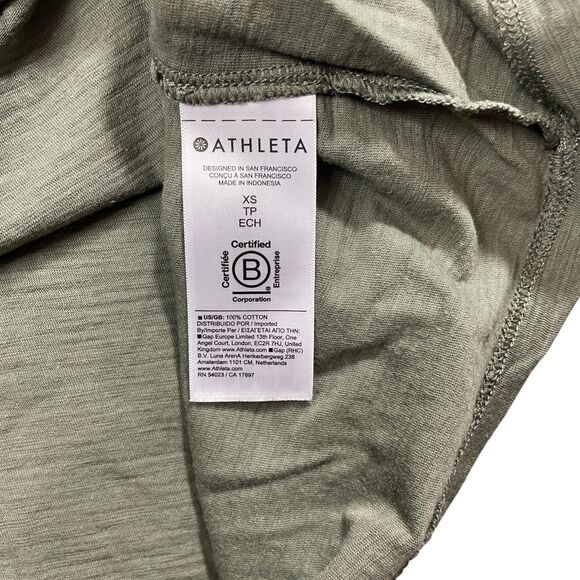 ATHLETA
DESIGNED IN SAN FRANCISCO
CONÇU À SAN FRANCISCO
MADE IN INDONESIA
XS
TP
ECH
Certified
Certifiée
B
Entreprise
®
Corporation
■ US/GB: 100% COTTON
DISTRIBUIDO POR / Imported
By/Importe Par / ΕΙΣΑΓΕΤΑΙ ΑΠΟ ΤΗΝ:
■ Gap Europe Limited 13th Floor, One
Angel Court, London, EC2R 7HJ, United
Kingdom www.Athleta.com ■ Gap (RHC)
B.V. Luna ArenA Herikerbergweg 238
Amsterdam 1101 CM, Netherlands
www.Athleta.com
RN 54023 / CA 17897